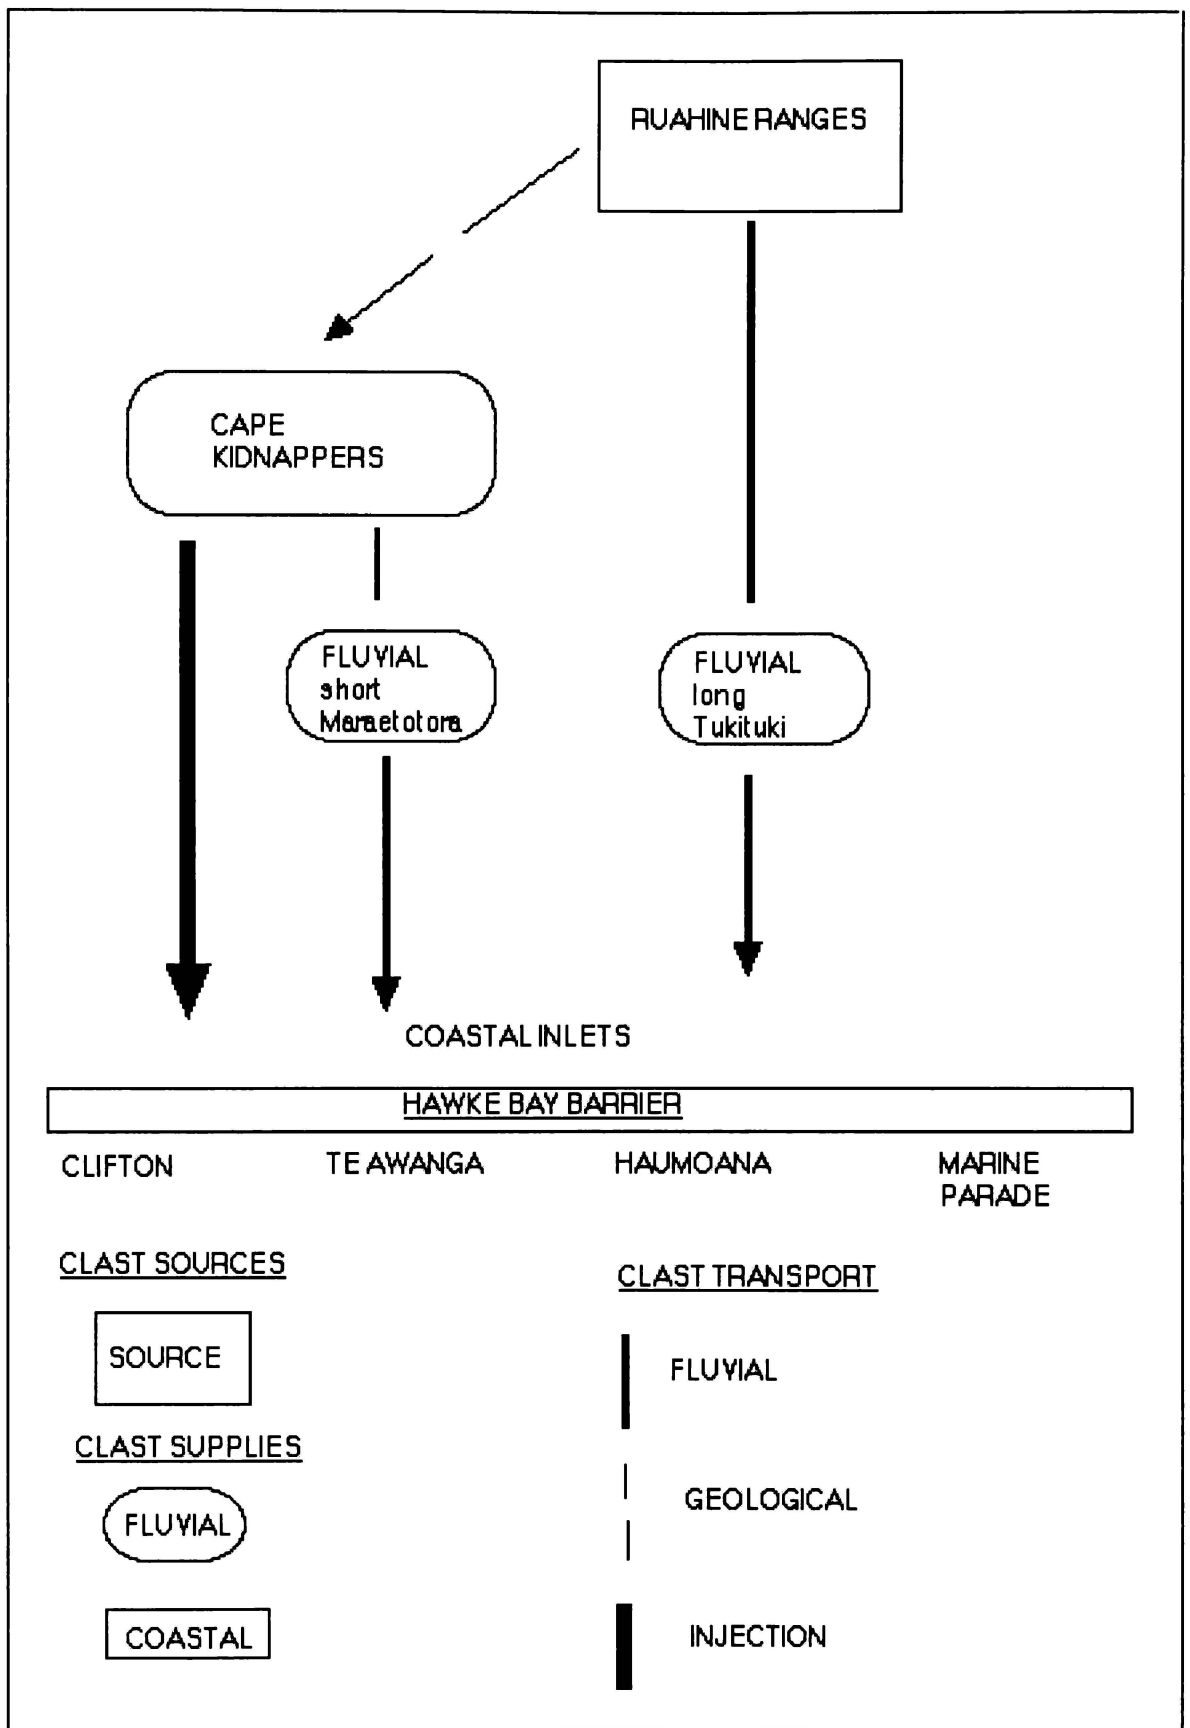 RUAHINE RANGES
CAPE
KIDNAPPERS
FLUVIAL
short
Maraetotora
FLUVIAL
long
Tukituki
COASTAL INLETS
HAWKE BAY BARRIER
CLIFTON
TE AWANGA
HAUMOANA
MARINE
PARADE
CLAST SOURCES
SOURCE
CLAST SUPPLIES
FLUVIAL
COASTAL
CLAST TRANSPORT
FLUVIAL
GEOLOGICAL
INJECTION